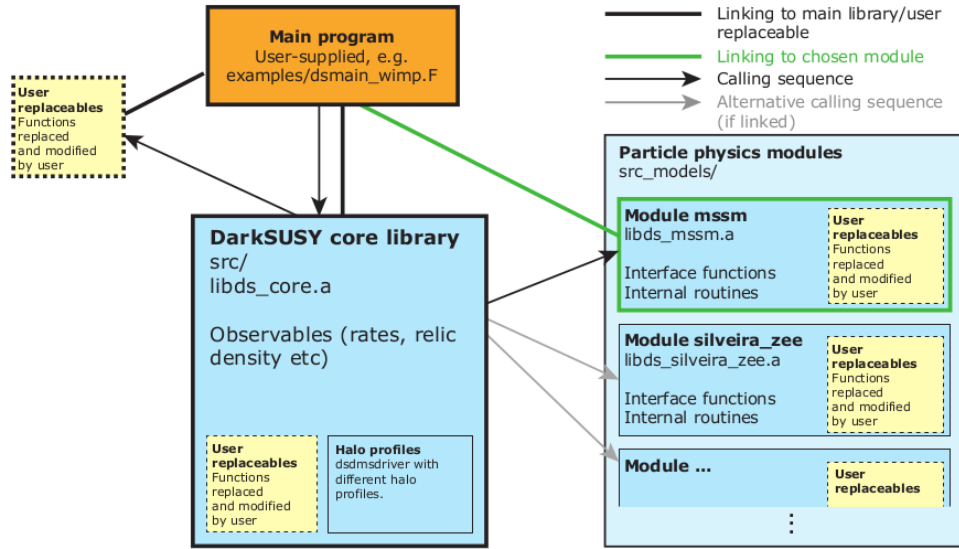 Main program
User-supplied, e.g.
examples/dsmain_wimp.F
Linking to main library/user
replaceable
Linking to chosen module
Calling sequence
Alternative calling sequence
(if linked)
User
replaceables
Functions
replaced
and modified
by user
DarkSUSY core library
src/
libds_core.a
Observables (rates, relic
density etc)
User
replaceables
Functions
replaced
and modified
by user
Halo profiles
dsdmsdriver with
different halo
profiles.
Particle physics modules
src_models/
Module mssm
libds_mssm.a
Interface functions
Internal routines
User
replaceables
Functions
replaced
and modified
by user
Module silveira_zee
libds_silveira_zee.a
Interface functions
Internal routines
User
replaceables
Functions
replaced
and modified
by user
Module ...
User
replaceables
⋮